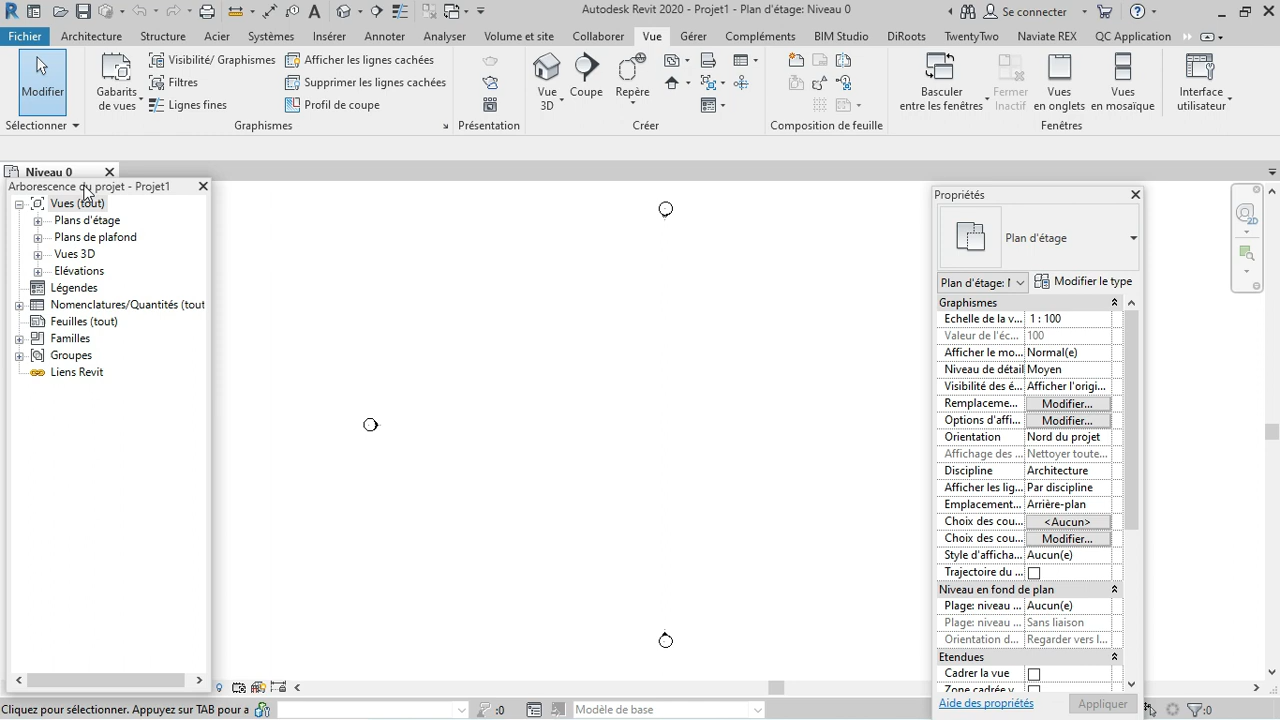 Autodesk Revit 2020 - Projet1 - Plan d'étage: Niveau 0
Se connecter
Fichier Architecture Structure Acier Systèmes Insérer Annoter Analyser Volume et site Collaborer Vue Gérer Compléments BIM Studio DiRoots TwentyTwo Naviate REX QC Application
Modifier
Gabarits de vues
Visibilité/ Graphismes
Filtres
Lignes fines
Afficher les lignes cachées
Supprimer les lignes cachées
Profil de coupe
Vue 3D
Coupe
Repère
Basculer entre les fenêtres
Fermer Inactif
Vues en onglets
Vues en mosaïque
Interface utilisateur
Sélectionner Graphismes Présentation Créer Composition de feuille Fenêtres
Niveau 0
Arborescence du projet - Projet1
Vues (tout)
Plans d'étage
Plans de plafond
Vues 3D
Elévations
Légendes
Nomenclatures/Quantités (tout
Feuilles (tout)
Familles
Groupes
Liens Revit
2D
Propriétés
Plan d'étage
Plan d'étage: N
Modifier le type
Graphismes
Echelle de la v... 1 : 100
Valeur de l'éc... 100
Afficher le mo... Normal(e)
Niveau de détail Moyen
Visibilité des é... Afficher l'origi...
Remplaceme... Modifier...
Options d'affi... Modifier...
Orientation Nord du projet
Affichage des ... Nettoyer toute...
Discipline Architecture
Afficher les lig... Par discipline
Emplacement... Arrière-plan
Choix des cou... <Aucun>
Choix des cou... Modifier...
Style d'afficha... Aucun(e)
Trajectoire du ...
Niveau en fond de plan
Plage: niveau ... Aucun(e)
Plage: niveau ... Sans liaison
Orientation d... Regarder vers l...
Etendues
Cadrer la vue
Zone cadrée v...
Aide des propriétés
Appliquer
Cliquez pour sélectionner. Appuyez sur TAB pour a
:0
Modèle de base
:0